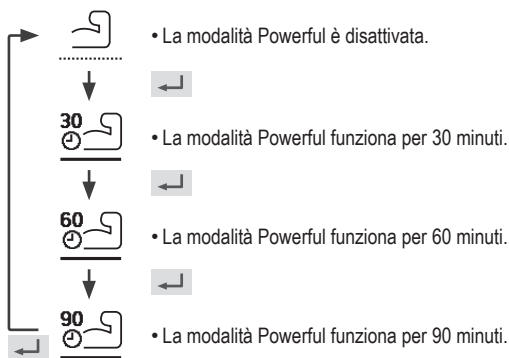 • La modalità Powerful è disattivata.
30
• La modalità Powerful funziona per 30 minuti.
60
• La modalità Powerful funziona per 60 minuti.
90
• La modalità Powerful funziona per 90 minuti.